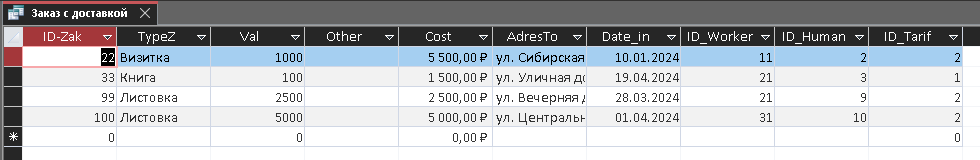 Заказ с доставкой
ID-Zak TypeZ Val Other Cost AdresTo Date_in ID_Worker ID_Human ID_Tarif
22 Визитка 1000 5 500,00 ₽ ул. Сибирская 10.01.2024 11 2 2
33 Книга 100 1 500,00 ₽ ул. Уличная до 19.04.2024 21 3 1
99 Листовка 2500 2 500,00 ₽ ул. Вечерняя д 28.03.2024 21 9 2
100 Листовка 5000 5 000,00 ₽ ул. Центральн 01.04.2024 31 10 2
* 0 0 0,00 ₽ 0